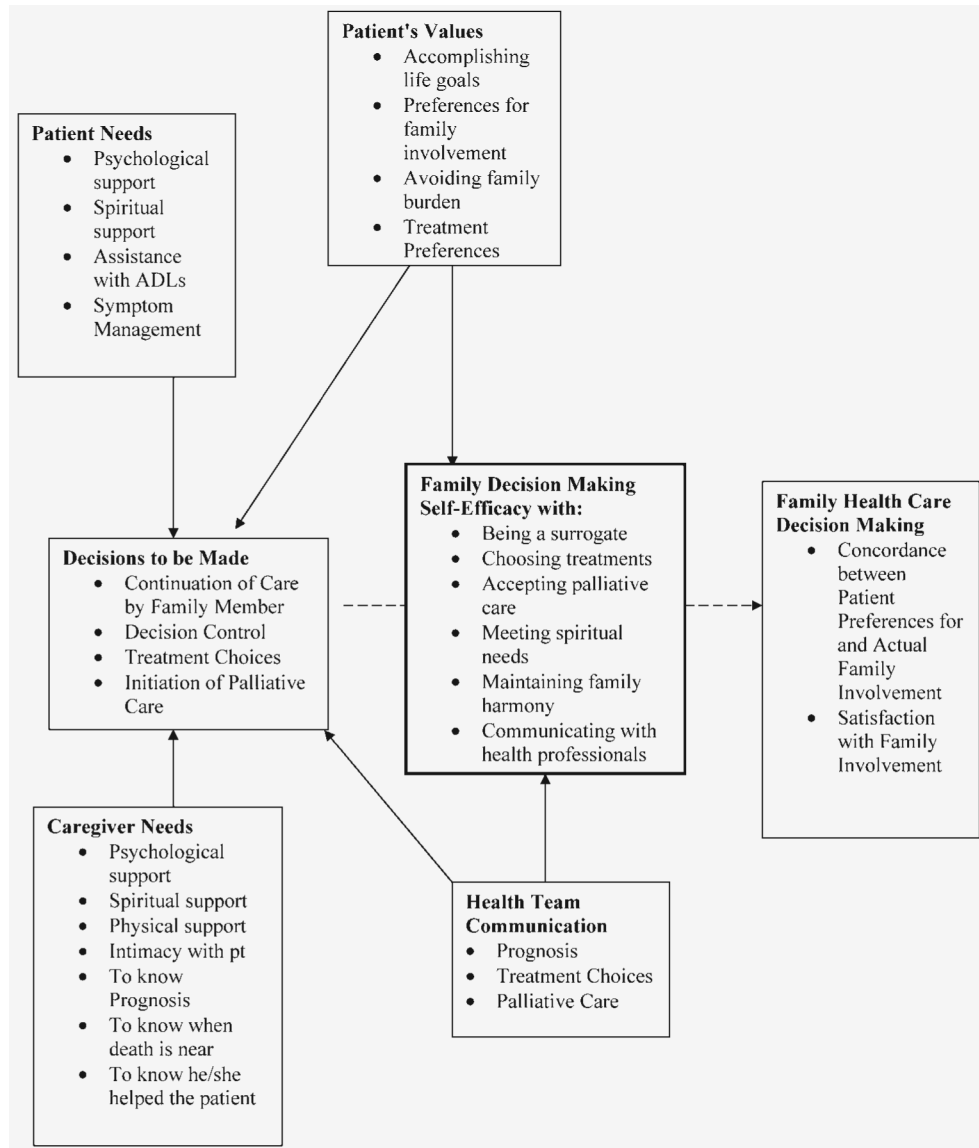 Patient's Values
• Accomplishing
life goals
• Preferences for
family
involvement
• Avoiding family
burden
• Treatment
Preferences
Patient Needs
• Psychological
support
• Spiritual
support
• Assistance
with ADLs
• Symptom
Management
Decisions to be Made
• Continuation of Care
by Family Member
• Decision Control
• Treatment Choices
• Initiation of Palliative
Care
Family Decision Making
Self-Efficacy with:
• Being a surrogate
• Choosing treatments
• Accepting palliative
care
• Meeting spiritual
needs
• Maintaining family
harmony
• Communicating with
health professionals
Family Health Care
Decision Making
• Concordance
between
Patient
Preferences for
and Actual
Family
Involvement
• Satisfaction
with Family
Involvement
Caregiver Needs
• Psychological
support
• Spiritual support
• Physical support
• Intimacy with pt
• To know
Prognosis
• To know when
death is near
• To know he/she
helped the patient
Health Team
Communication
• Prognosis
• Treatment Choices
• Palliative Care